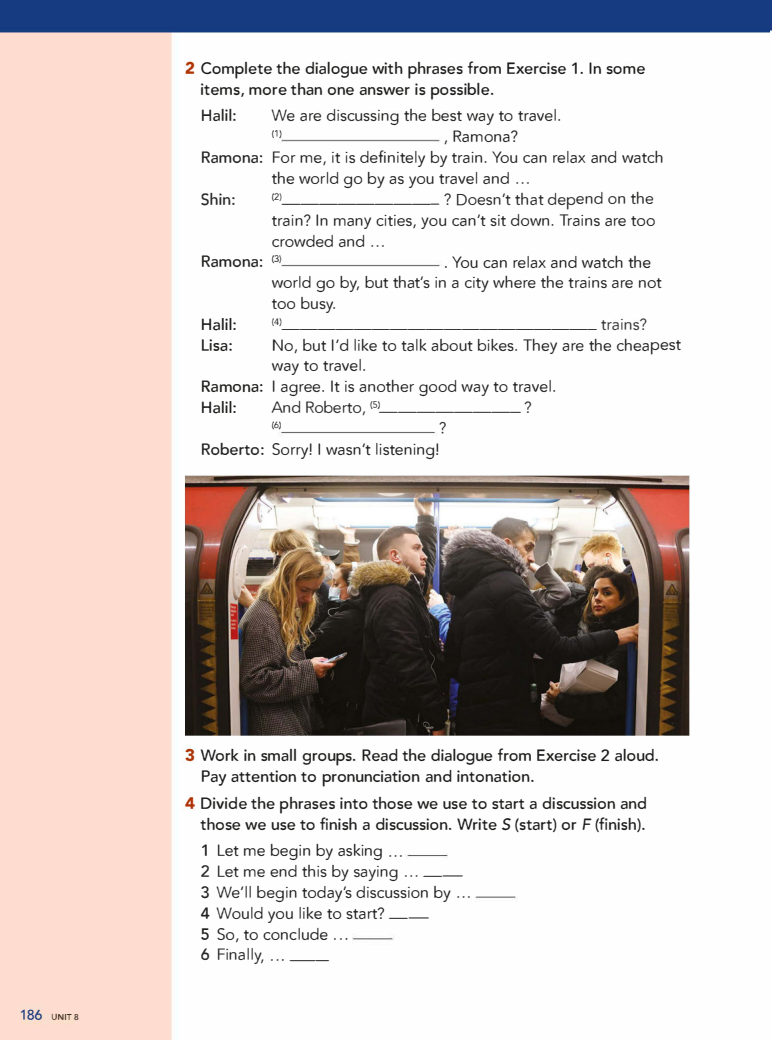 2 Complete the dialogue with phrases from Exercise 1. In some
items, more than one answer is possible.
Halil: We are discussing the best way to travel.
(1)____________________ , Ramona?
Ramona: For me, it is definitely by train. You can relax and watch
the world go by as you travel and …
Shin: (2)____________________ ? Doesn't that depend on the
train? In many cities, you can't sit down. Trains are too
crowded and …
Ramona: (3)____________________ . You can relax and watch the
world go by, but that's in a city where the trains are not
too busy.
Halil: (4)________________________________________ trains?
Lisa: No, but I'd like to talk about bikes. They are the cheapest
way to travel.
Ramona: I agree. It is another good way to travel.
Halil: And Roberto, (5)__________________ ?
(6)____________________ ?
Roberto: Sorry! I wasn't listening!
3 Work in small groups. Read the dialogue from Exercise 2 aloud.
Pay attention to pronunciation and intonation.
4 Divide the phrases into those we use to start a discussion and
those we use to finish a discussion. Write S (start) or F (finish).
1 Let me begin by asking … _____
2 Let me end this by saying … _____
3 We'll begin today's discussion by … _____
4 Would you like to start? _____
5 So, to conclude … _____
6 Finally, … _____
186 UNIT 8